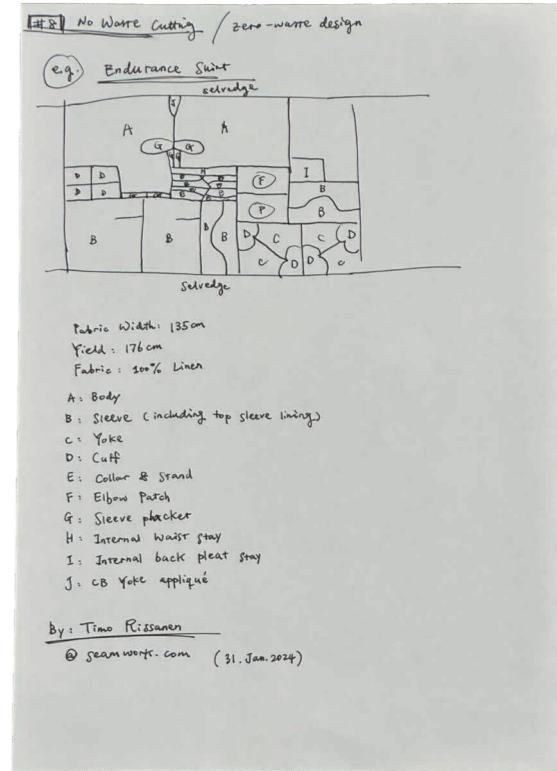 #8 No Waste Cutting / zero-waste design
e.g. Endurance Shirt
selvedge
J
A A
G G
D D H I
D D E E F B
E E P B
B B B B D C C D
C D D C
Selvedge
Fabric Width: 135cm
Yield: 176cm
Fabric: 100% Linen
A: Body
B: Sleeve (including top sleeve lining)
C: Yoke
D: Cuff
E: Collar & Stand
F: Elbow Patch
G: Sleeve placket
H: Internal Waist stay
I: Internal back pleat stay
J: CB Yoke appliqué
By: Timo Rissanen
@ seamwork.com (31. Jan. 2024)